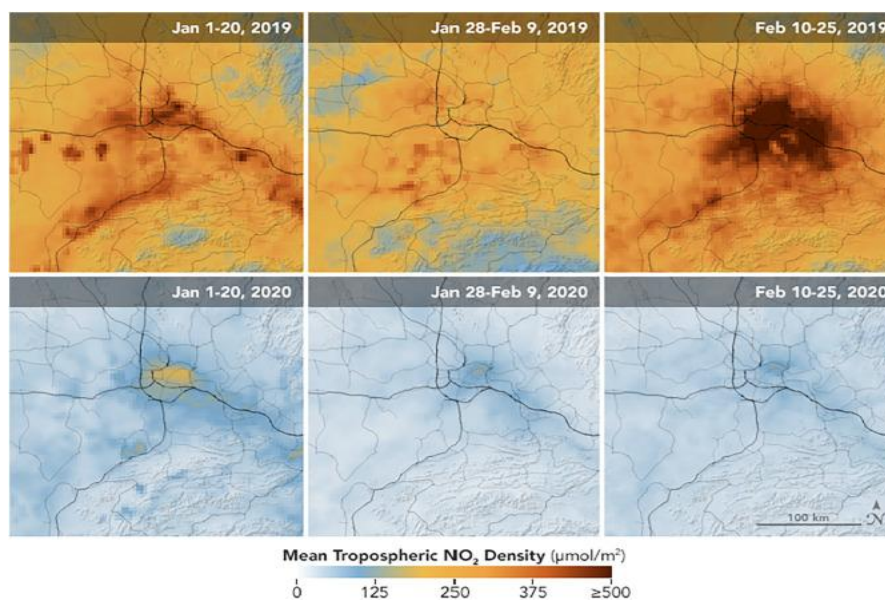 Jan 1-20, 2019
Jan 28-Feb 9, 2019
Feb 10-25, 2019
Jan 1-20, 2020
Jan 28-Feb 9, 2020
Feb 10-25, 2020
100 km
N
Mean Tropospheric NO₂ Density (µmol/m²)
0 125 250 375 ≥500